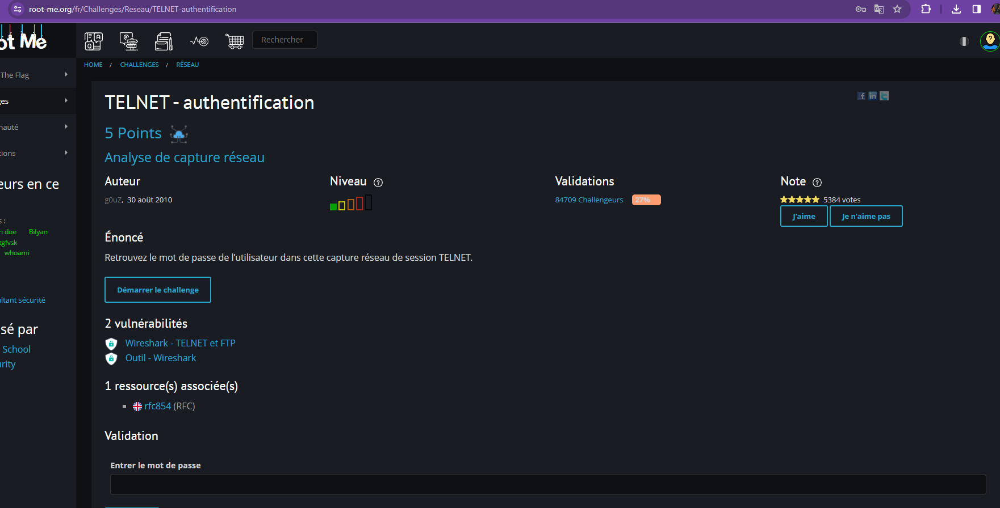 root-me.org/fr/Challenges/Reseau/TELNET-authentification
ot Me
Rechercher
HOME / CHALLENGES / RÉSEAU
The Flag
ges
nauté
tions
eurs en ce
s :
n doe Bilyan
tgfvsk
whoami
ultant sécurité
sé par
School
urity
TELNET - authentification
5 Points
Analyse de capture réseau
Auteur
g0uZ, 30 août 2010
Niveau
Validations
84709 Challengeurs 27%
Note
5384 votes
J'aime Je n'aime pas
Énoncé
Retrouvez le mot de passe de l’utilisateur dans cette capture réseau de session TELNET.
Démarrer le challenge
2 vulnérabilités
Wireshark - TELNET et FTP
Outil - Wireshark
1 ressource(s) associée(s)
rfc854 (RFC)
Validation
Entrer le mot de passe